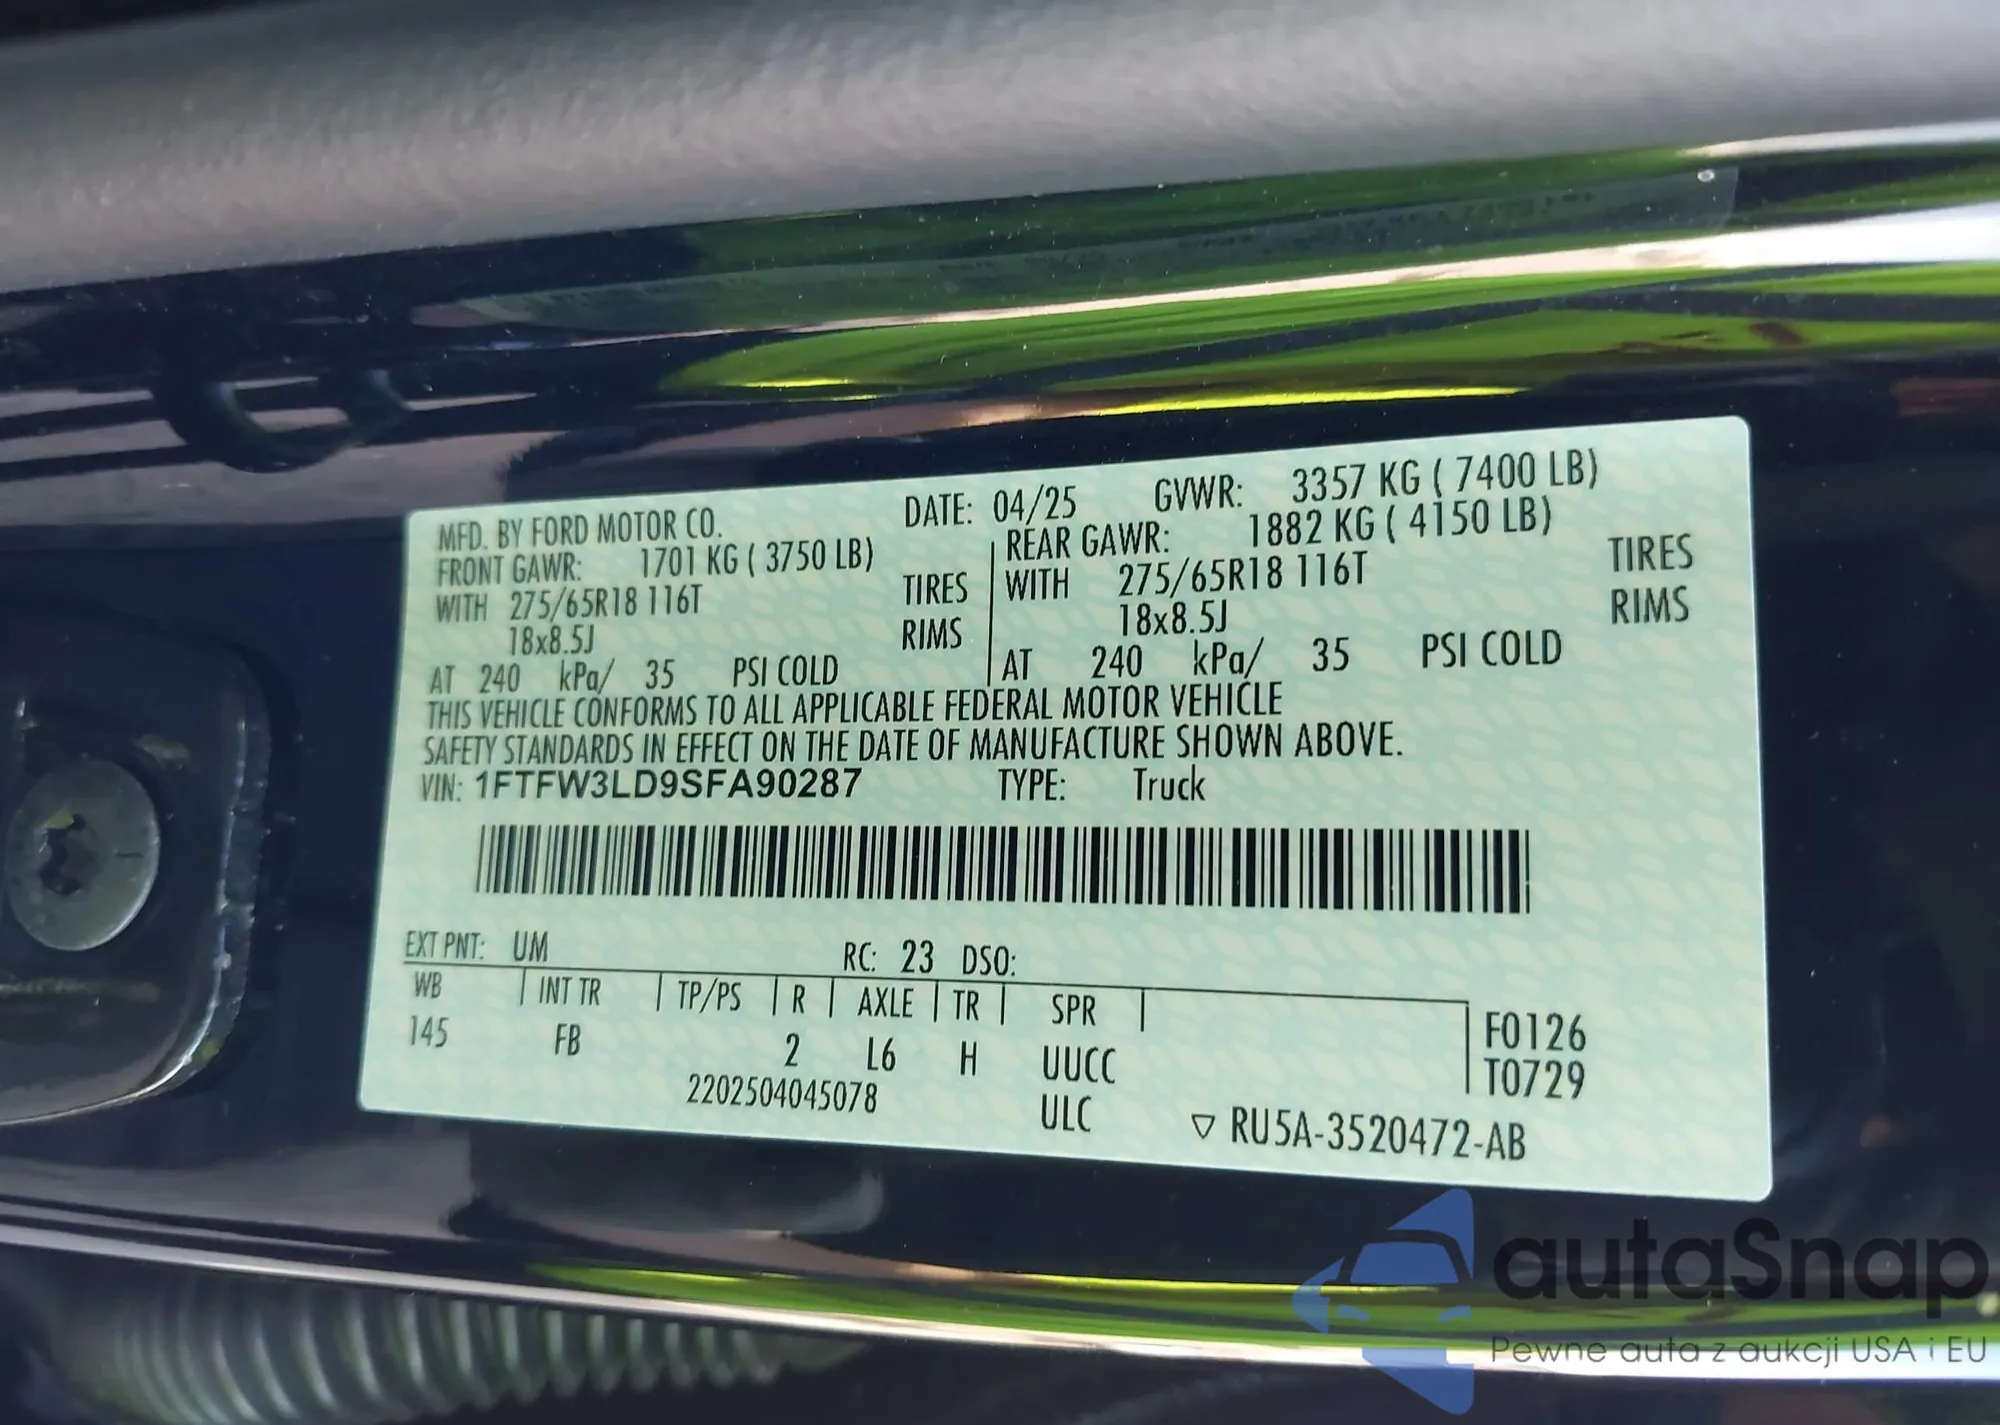 MFD. BY FORD MOTOR CO. DATE: 04/25 GVWR: 3357 KG ( 7400 LB)
FRONT GAWR: 1701 KG ( 3750 LB) REAR GAWR: 1882 KG ( 4150 LB)
WITH 275/65R18 116T TIRES WITH 275/65R18 116T TIRES
18x8.5J RIMS 18x8.5J RIMS
AT 240 kPa/ 35 PSI COLD AT 240 kPa/ 35 PSI COLD
THIS VEHICLE CONFORMS TO ALL APPLICABLE FEDERAL MOTOR VEHICLE
SAFETY STANDARDS IN EFFECT ON THE DATE OF MANUFACTURE SHOWN ABOVE.
VIN: 1FTFW3LD9SFA90287 TYPE: Truck
EXT PNT: UM RC: 23 DSO:
WB INT TR TP/PS R AXLE TR SPR
145 FB 2 L6 H UUCC F0126
2202504045078 ULC T0729
▽ RU5A-3520472-AB
autaSnap
Pewne auta z aukcji USA i EU